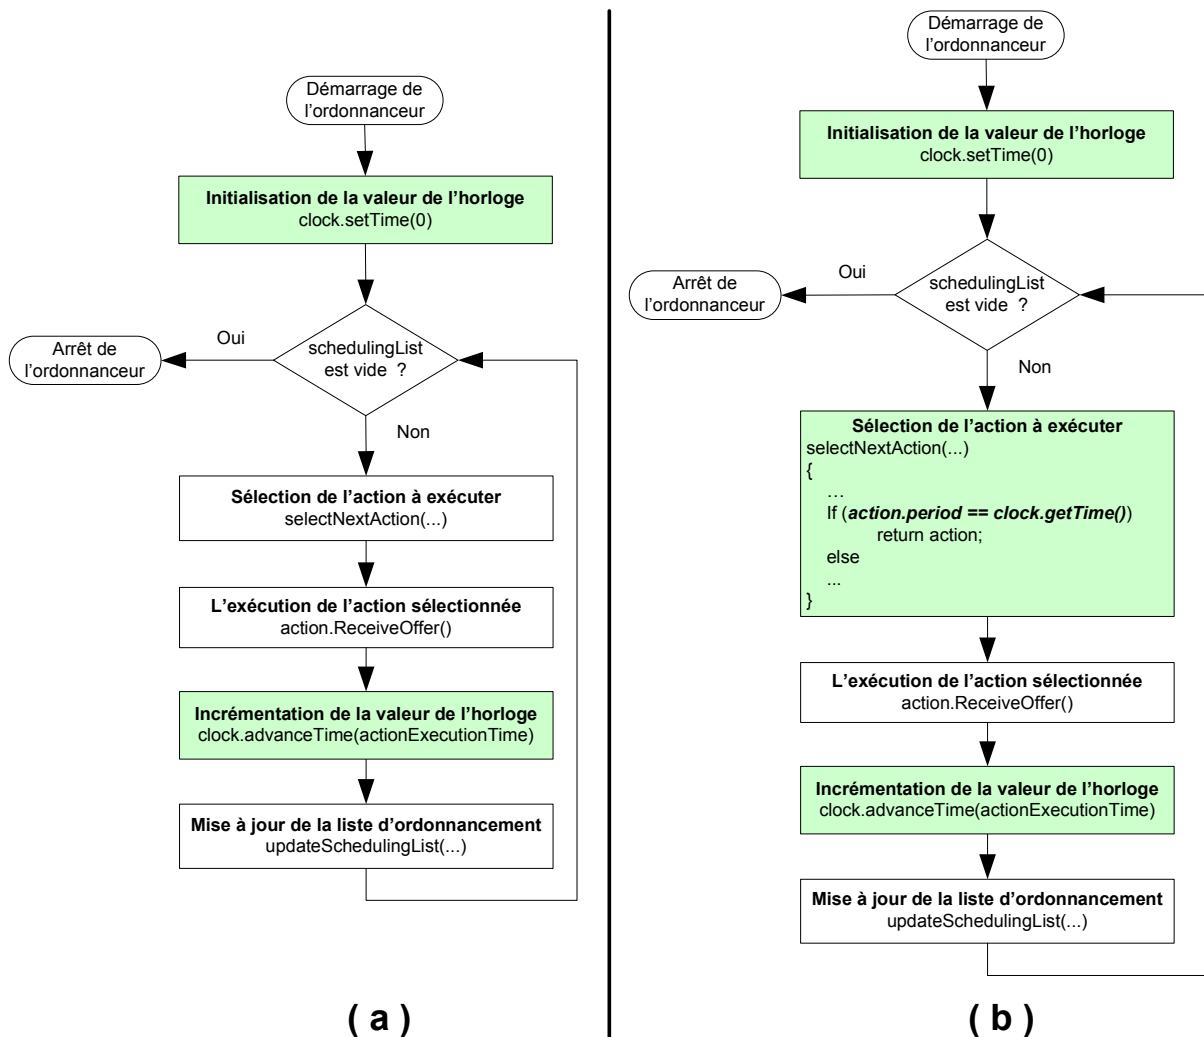 Démarrage de
l'ordonnanceur
Initialisation de la valeur de l'horloge
clock.setTime(0)
schedulingList
est vide ?
Oui
Arrêt de
l'ordonnanceur
Non
Sélection de l'action à exécuter
selectNextAction(...)
L'exécution de l'action sélectionnée
action.ReceiveOffer()
Incrémentation de la valeur de l'horloge
clock.advanceTime(actionExecutionTime)
Mise à jour de la liste d'ordonnancement
updateSchedulingList(...)
( a )
Démarrage de
l'ordonnanceur
Initialisation de la valeur de l'horloge
clock.setTime(0)
schedulingList
est vide ?
Oui
Arrêt de
l'ordonnanceur
Non
Sélection de l'action à exécuter
selectNextAction(...)
{
…
If (action.period == clock.getTime())
return action;
else
...
}
L'exécution de l'action sélectionnée
action.ReceiveOffer()
Incrémentation de la valeur de l'horloge
clock.advanceTime(actionExecutionTime)
Mise à jour de la liste d'ordonnancement
updateSchedulingList(...)
( b )